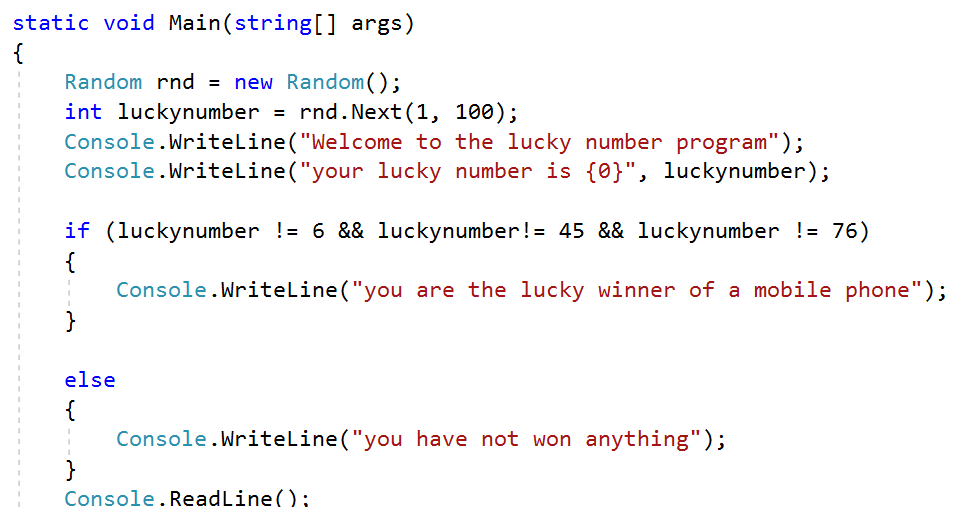 static void Main(string[] args)
{
Random rnd = new Random();
int luckynumber = rnd.Next(1, 100);
Console.WriteLine("Welcome to the lucky number program");
Console.WriteLine("your lucky number is {0}", luckynumber);
if (luckynumber != 6 && luckynumber!= 45 && luckynumber != 76)
{
Console.WriteLine("you are the lucky winner of a mobile phone");
}
else
{
Console.WriteLine("you have not won anything");
}
Console.ReadLine();